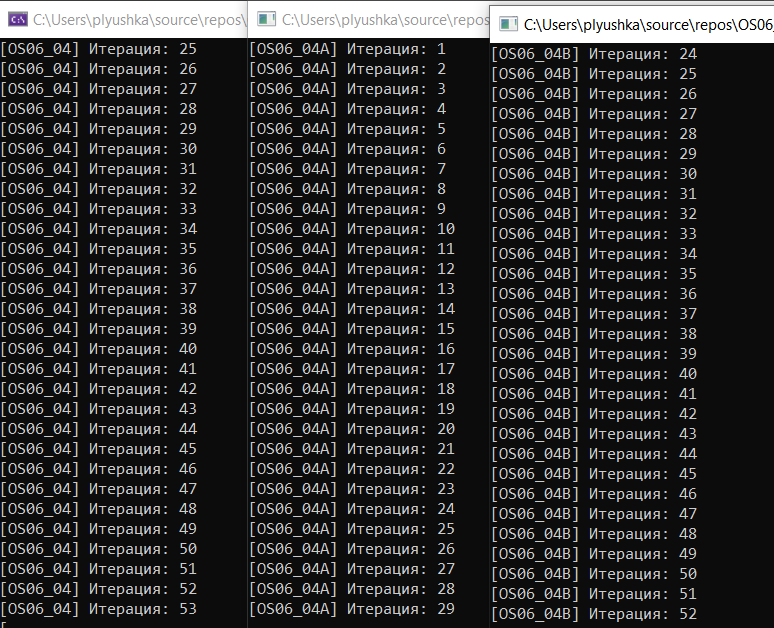 C:\Users\plyushka\source\repos\
[OS06_04] Итерация: 25
[OS06_04] Итерация: 26
[OS06_04] Итерация: 27
[OS06_04] Итерация: 28
[OS06_04] Итерация: 29
[OS06_04] Итерация: 30
[OS06_04] Итерация: 31
[OS06_04] Итерация: 32
[OS06_04] Итерация: 33
[OS06_04] Итерация: 34
[OS06_04] Итерация: 35
[OS06_04] Итерация: 36
[OS06_04] Итерация: 37
[OS06_04] Итерация: 38
[OS06_04] Итерация: 39
[OS06_04] Итерация: 40
[OS06_04] Итерация: 41
[OS06_04] Итерация: 42
[OS06_04] Итерация: 43
[OS06_04] Итерация: 44
[OS06_04] Итерация: 45
[OS06_04] Итерация: 46
[OS06_04] Итерация: 47
[OS06_04] Итерация: 48
[OS06_04] Итерация: 49
[OS06_04] Итерация: 50
[OS06_04] Итерация: 51
[OS06_04] Итерация: 52
[OS06_04] Итерация: 53
C:\Users\plyushka\source\repos
[OS06_04A] Итерация: 1
[OS06_04A] Итерация: 2
[OS06_04A] Итерация: 3
[OS06_04A] Итерация: 4
[OS06_04A] Итерация: 5
[OS06_04A] Итерация: 6
[OS06_04A] Итерация: 7
[OS06_04A] Итерация: 8
[OS06_04A] Итерация: 9
[OS06_04A] Итерация: 10
[OS06_04A] Итерация: 11
[OS06_04A] Итерация: 12
[OS06_04A] Итерация: 13
[OS06_04A] Итерация: 14
[OS06_04A] Итерация: 15
[OS06_04A] Итерация: 16
[OS06_04A] Итерация: 17
[OS06_04A] Итерация: 18
[OS06_04A] Итерация: 19
[OS06_04A] Итерация: 20
[OS06_04A] Итерация: 21
[OS06_04A] Итерация: 22
[OS06_04A] Итерация: 23
[OS06_04A] Итерация: 24
[OS06_04A] Итерация: 25
[OS06_04A] Итерация: 26
[OS06_04A] Итерация: 27
[OS06_04A] Итерация: 28
[OS06_04A] Итерация: 29
C:\Users\plyushka\source\repos\OS06_
[OS06_04B] Итерация: 24
[OS06_04B] Итерация: 25
[OS06_04B] Итерация: 26
[OS06_04B] Итерация: 27
[OS06_04B] Итерация: 28
[OS06_04B] Итерация: 29
[OS06_04B] Итерация: 30
[OS06_04B] Итерация: 31
[OS06_04B] Итерация: 32
[OS06_04B] Итерация: 33
[OS06_04B] Итерация: 34
[OS06_04B] Итерация: 35
[OS06_04B] Итерация: 36
[OS06_04B] Итерация: 37
[OS06_04B] Итерация: 38
[OS06_04B] Итерация: 39
[OS06_04B] Итерация: 40
[OS06_04B] Итерация: 41
[OS06_04B] Итерация: 42
[OS06_04B] Итерация: 43
[OS06_04B] Итерация: 44
[OS06_04B] Итерация: 45
[OS06_04B] Итерация: 46
[OS06_04B] Итерация: 47
[OS06_04B] Итерация: 48
[OS06_04B] Итерация: 49
[OS06_04B] Итерация: 50
[OS06_04B] Итерация: 51
[OS06_04B] Итерация: 52